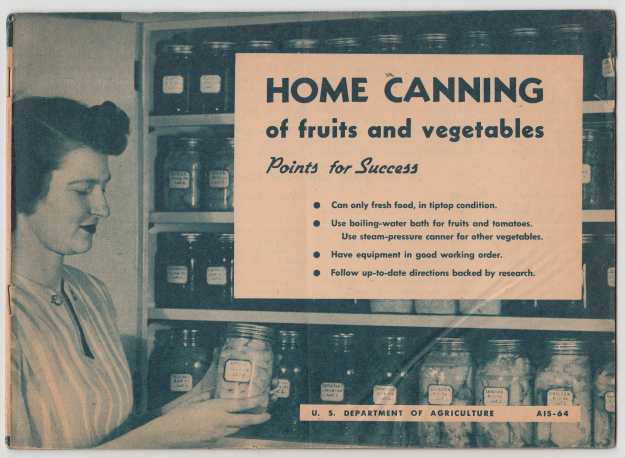 HOME CANNING
of fruits and vegetables
Points for Success
● Can only fresh food, in tiptop condition.
● Use boiling-water bath for fruits and tomatoes.
Use steam-pressure canner for other vegetables.
● Have equipment in good working order.
● Follow up-to-date directions backed by research.
U. S. DEPARTMENT OF AGRICULTURE AIS-64